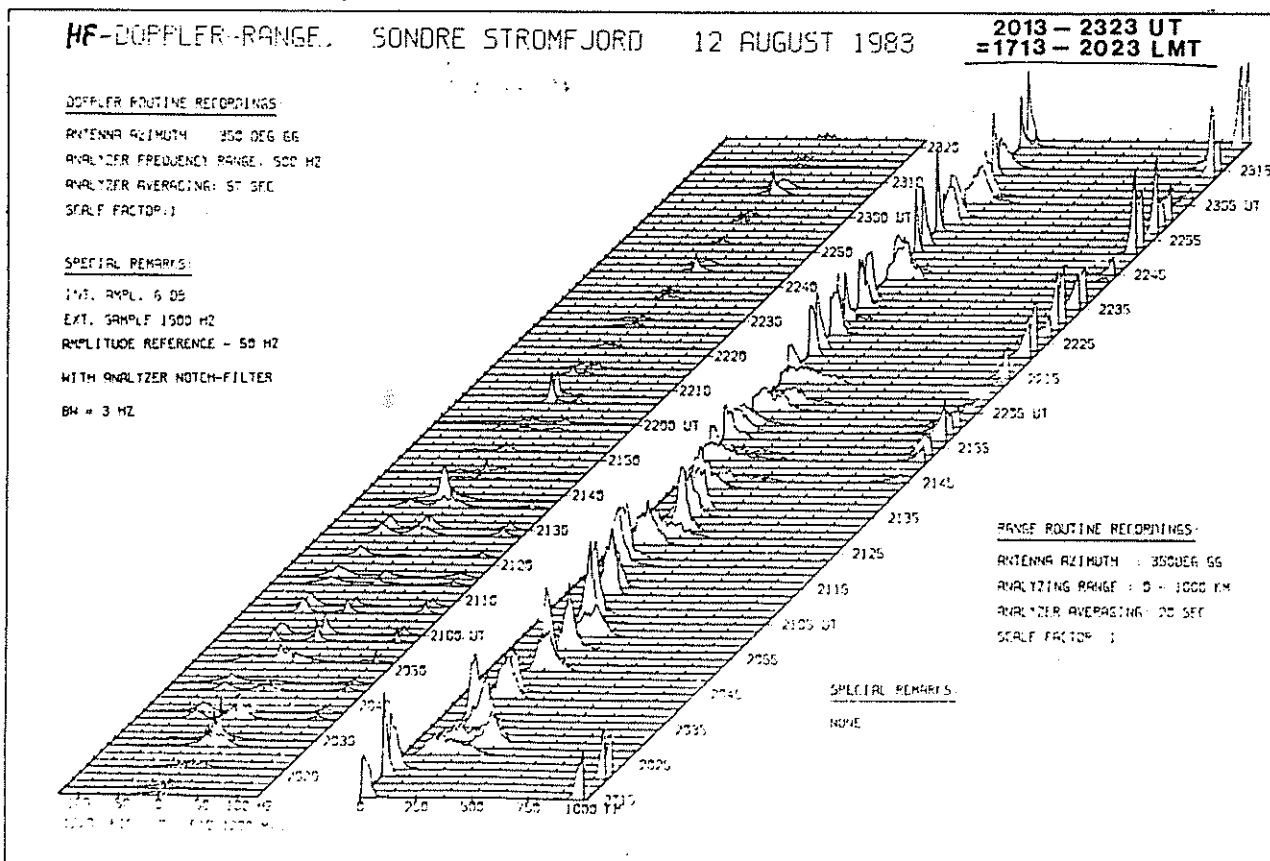 HF-DOPPLER-RANGE. SONDRE STROMFJORD 12 AUGUST 1983
2013 – 2323 UT
=1713 – 2023 LMT
DOPPLER ROUTINE RECORDINGS:
ANTENNA AZIMUTH 350 DEG GG
ANALYZER FREQUENCY RANGE: 500 HZ
ANALYZER AVERAGING: 57 SEC
SCALE FACTOR: 1
SPECIAL REMARKS:
INT. AMPL. 6 DB
EXT. SAMPLE 1500 HZ
AMPLITUDE REFERENCE - 50 HZ
WITH ANALYZER NOTCH-FILTER
BW = 3 HZ
2320
2310
2300 UT
2250
2240
2230
2220
2210
2200 UT
2150
2140
2130
2120
2110
2100 UT
2050
2030
2020
50 0 50 100 HZ
2315
2305 UT
2255
2245
2235
2225
2215
2205 UT
2155
2145
2135
2125
2115
2105 UT
2055
2045
2035
2025
0 250 500 750 1000
RANGE ROUTINE RECORDINGS:
ANTENNA AZIMUTH : 350DEG GG
ANALYZING RANGE : 0 - 1000 KM
ANALYZER AVERAGING: 20 SEC
SCALE FACTOR : 1
SPECIAL REMARKS:
NONE